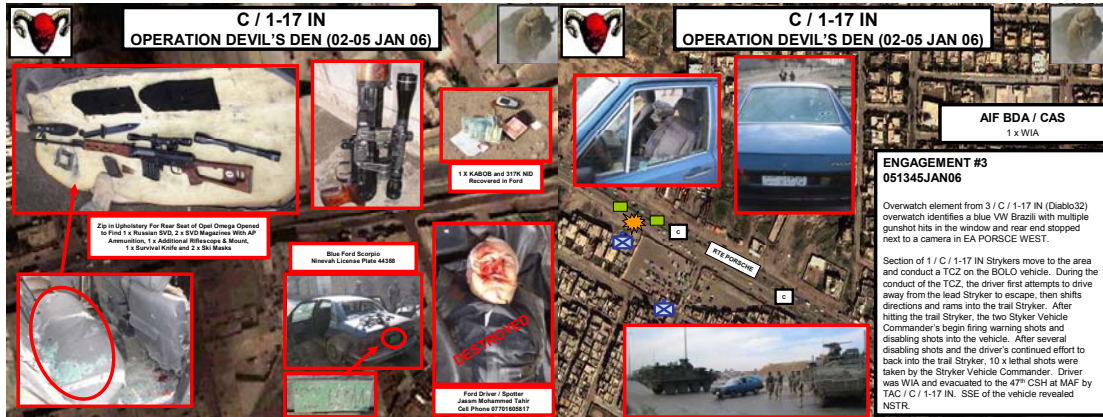 C / 1-17 IN
OPERATION DEVIL'S DEN (02-05 JAN 06)
Zip in Upholstery For Rear Seat of Opel Omega Opened
to Find 1 x Russian SVD, 2 x SVD Magazines With AP
Ammunition, 1 x Additional Riflescope & Mount,
1 x Survival Knife and 2 x Ski Masks
1 X KABOB and 317K NID
Recovered in Ford
Blue Ford Scorpio
Ninevah License Plate 44388
DESTROYED
Ford Driver / Spotter
Jassm Mohammed Tahir
Cell Phone 07701605817
C / 1-17 IN
OPERATION DEVIL'S DEN (02-05 JAN 06)
AIF BDA / CAS
1 x WIA
ENGAGEMENT #3
051345JAN06
Overwatch element from 3 / C / 1-17 IN (Diablo32)
overwatch identifies a blue VW Brazili with multiple
gunshot hits in the window and rear end stopped
next to a camera in EA PORSCE WEST.
Section of 1 / C / 1-17 IN Strykers move to the area
and conduct a TCZ on the BOLO vehicle. During the
conduct of the TCZ, the driver first attempts to drive
away from the lead Stryker to escape, then shifts
directions and rams into the trail Stryker. After
hitting the trail Stryker, the two Styker Vehicle
Commander's begin firing warning shots and
disabling shots into the vehicle. After several
disabling shots and the driver's continued effort to
back into the trail Stryker, 10 x lethal shots were
taken by the Stryker Vehicle Commander. Driver
was WIA and evacuated to the 47th CSH at MAF by
TAC / C / 1-17 IN. SSE of the vehicle revealed
NSTR.
C
RTE PORSCHE
C